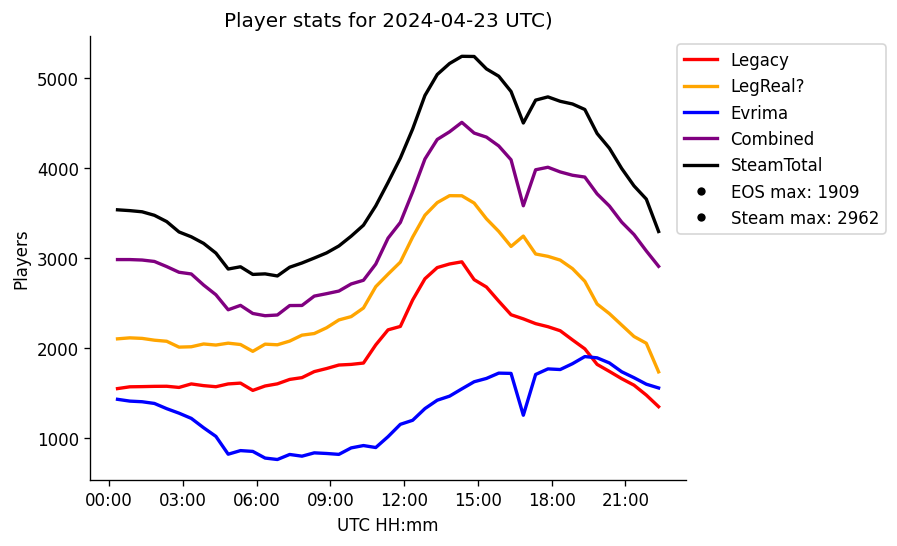 Player stats for 2024-04-23 UTC)
Legacy
LegReal?
Evrima
Combined
SteamTotal
EOS max: 1909
Steam max: 2962
Players
5000
4000
3000
2000
1000
00:00 03:00 06:00 09:00 12:00 15:00 18:00 21:00
UTC HH:mm